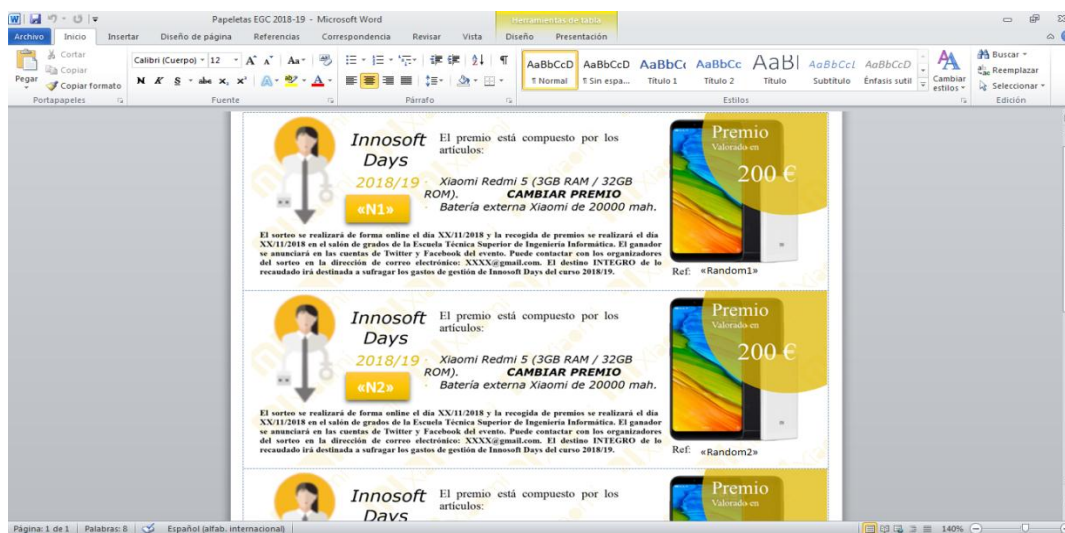 Papeletas EGC 2018-19 - Microsoft Word
Herramientas de tabla
Archivo Inicio Insertar Diseño de página Referencias Correspondencia Revisar Vista Diseño Presentación
Cortar
Copiar
Copiar formato
Pegar
Portapapeles
Calibri (Cuerpo) 12
N K S abc x, x²
Fuente
Párrafo
AaBbCcD AaBbCcD AaBbC( AaBbCc AaBl AaBbCcL AaBbCcD
¶ Normal ¶ Sin espa... Título 1 Título 2 Título Subtítulo Énfasis sutil
Cambiar estilos
Estilos
Buscar
Reemplazar
Seleccionar
Edición
Innosoft Days
2018/19
«N1»
El premio está compuesto por los
artículos:
· Xiaomi Redmi 5 (3GB RAM / 32GB
ROM). CAMBIAR PREMIO
· Batería externa Xiaomi de 20000 mah.
El sorteo se realizará de forma online el día XX/11/2018 y la recogida de premios se realizará el día
XX/11/2018 en el salón de grados de la Escuela Técnica Superior de Ingeniería Informática. El ganador
se anunciará en las cuentas de Twitter y Facebook del evento. Puede contactar con los organizadores
del sorteo en la dirección de correo electrónico: XXXX@gmail.com. El destino INTEGRO de lo
recaudado irá destinada a sufragar los gastos de gestión de Innosoft Days del curso 2018/19.
Premio
Valorado en
200 €
Ref: «Random1»
Innosoft Days
2018/19
«N2»
El premio está compuesto por los
artículos:
· Xiaomi Redmi 5 (3GB RAM / 32GB
ROM). CAMBIAR PREMIO
· Batería externa Xiaomi de 20000 mah.
El sorteo se realizará de forma online el día XX/11/2018 y la recogida de premios se realizará el día
XX/11/2018 en el salón de grados de la Escuela Técnica Superior de Ingeniería Informática. El ganador
se anunciará en las cuentas de Twitter y Facebook del evento. Puede contactar con los organizadores
del sorteo en la dirección de correo electrónico: XXXX@gmail.com. El destino INTEGRO de lo
recaudado irá destinada a sufragar los gastos de gestión de Innosoft Days del curso 2018/19.
Premio
Valorado en
200 €
Ref: «Random2»
Innosoft
Days
El premio está compuesto por los
artículos:
Premio
Valorado en
Página: 1 de 1 Palabras: 8 Español (alfab. internacional) 140%